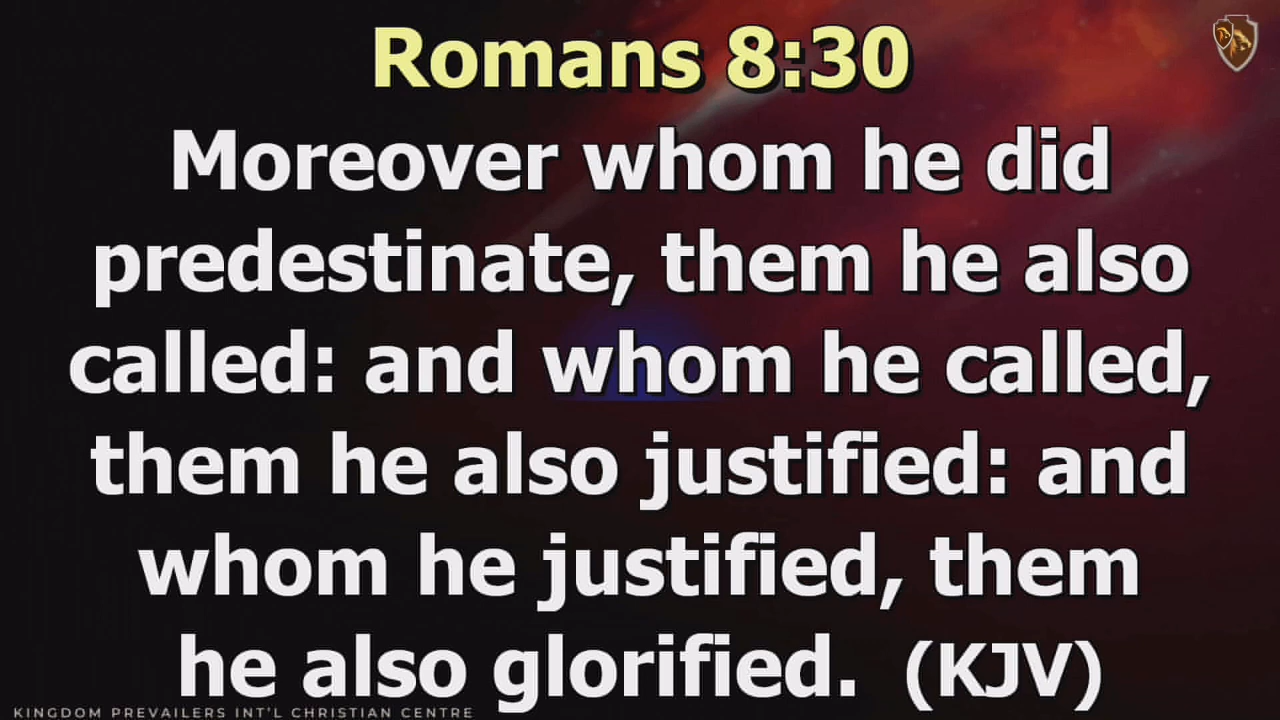 Romans 8:30
Moreover whom he did
predestinate, them he also
called: and whom he called,
them he also justified: and
whom he justified, them
he also glorified. (KJV)
KINGDOM PREVAILERS INT'L CHRISTIAN CENTRE